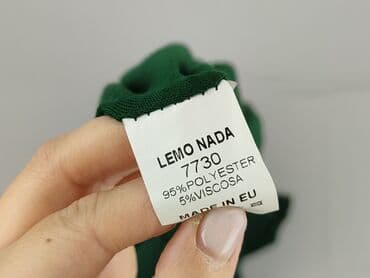 LEMO NADA
7730
95%POLYESTER
5%VISCOSA
MADE IN EU